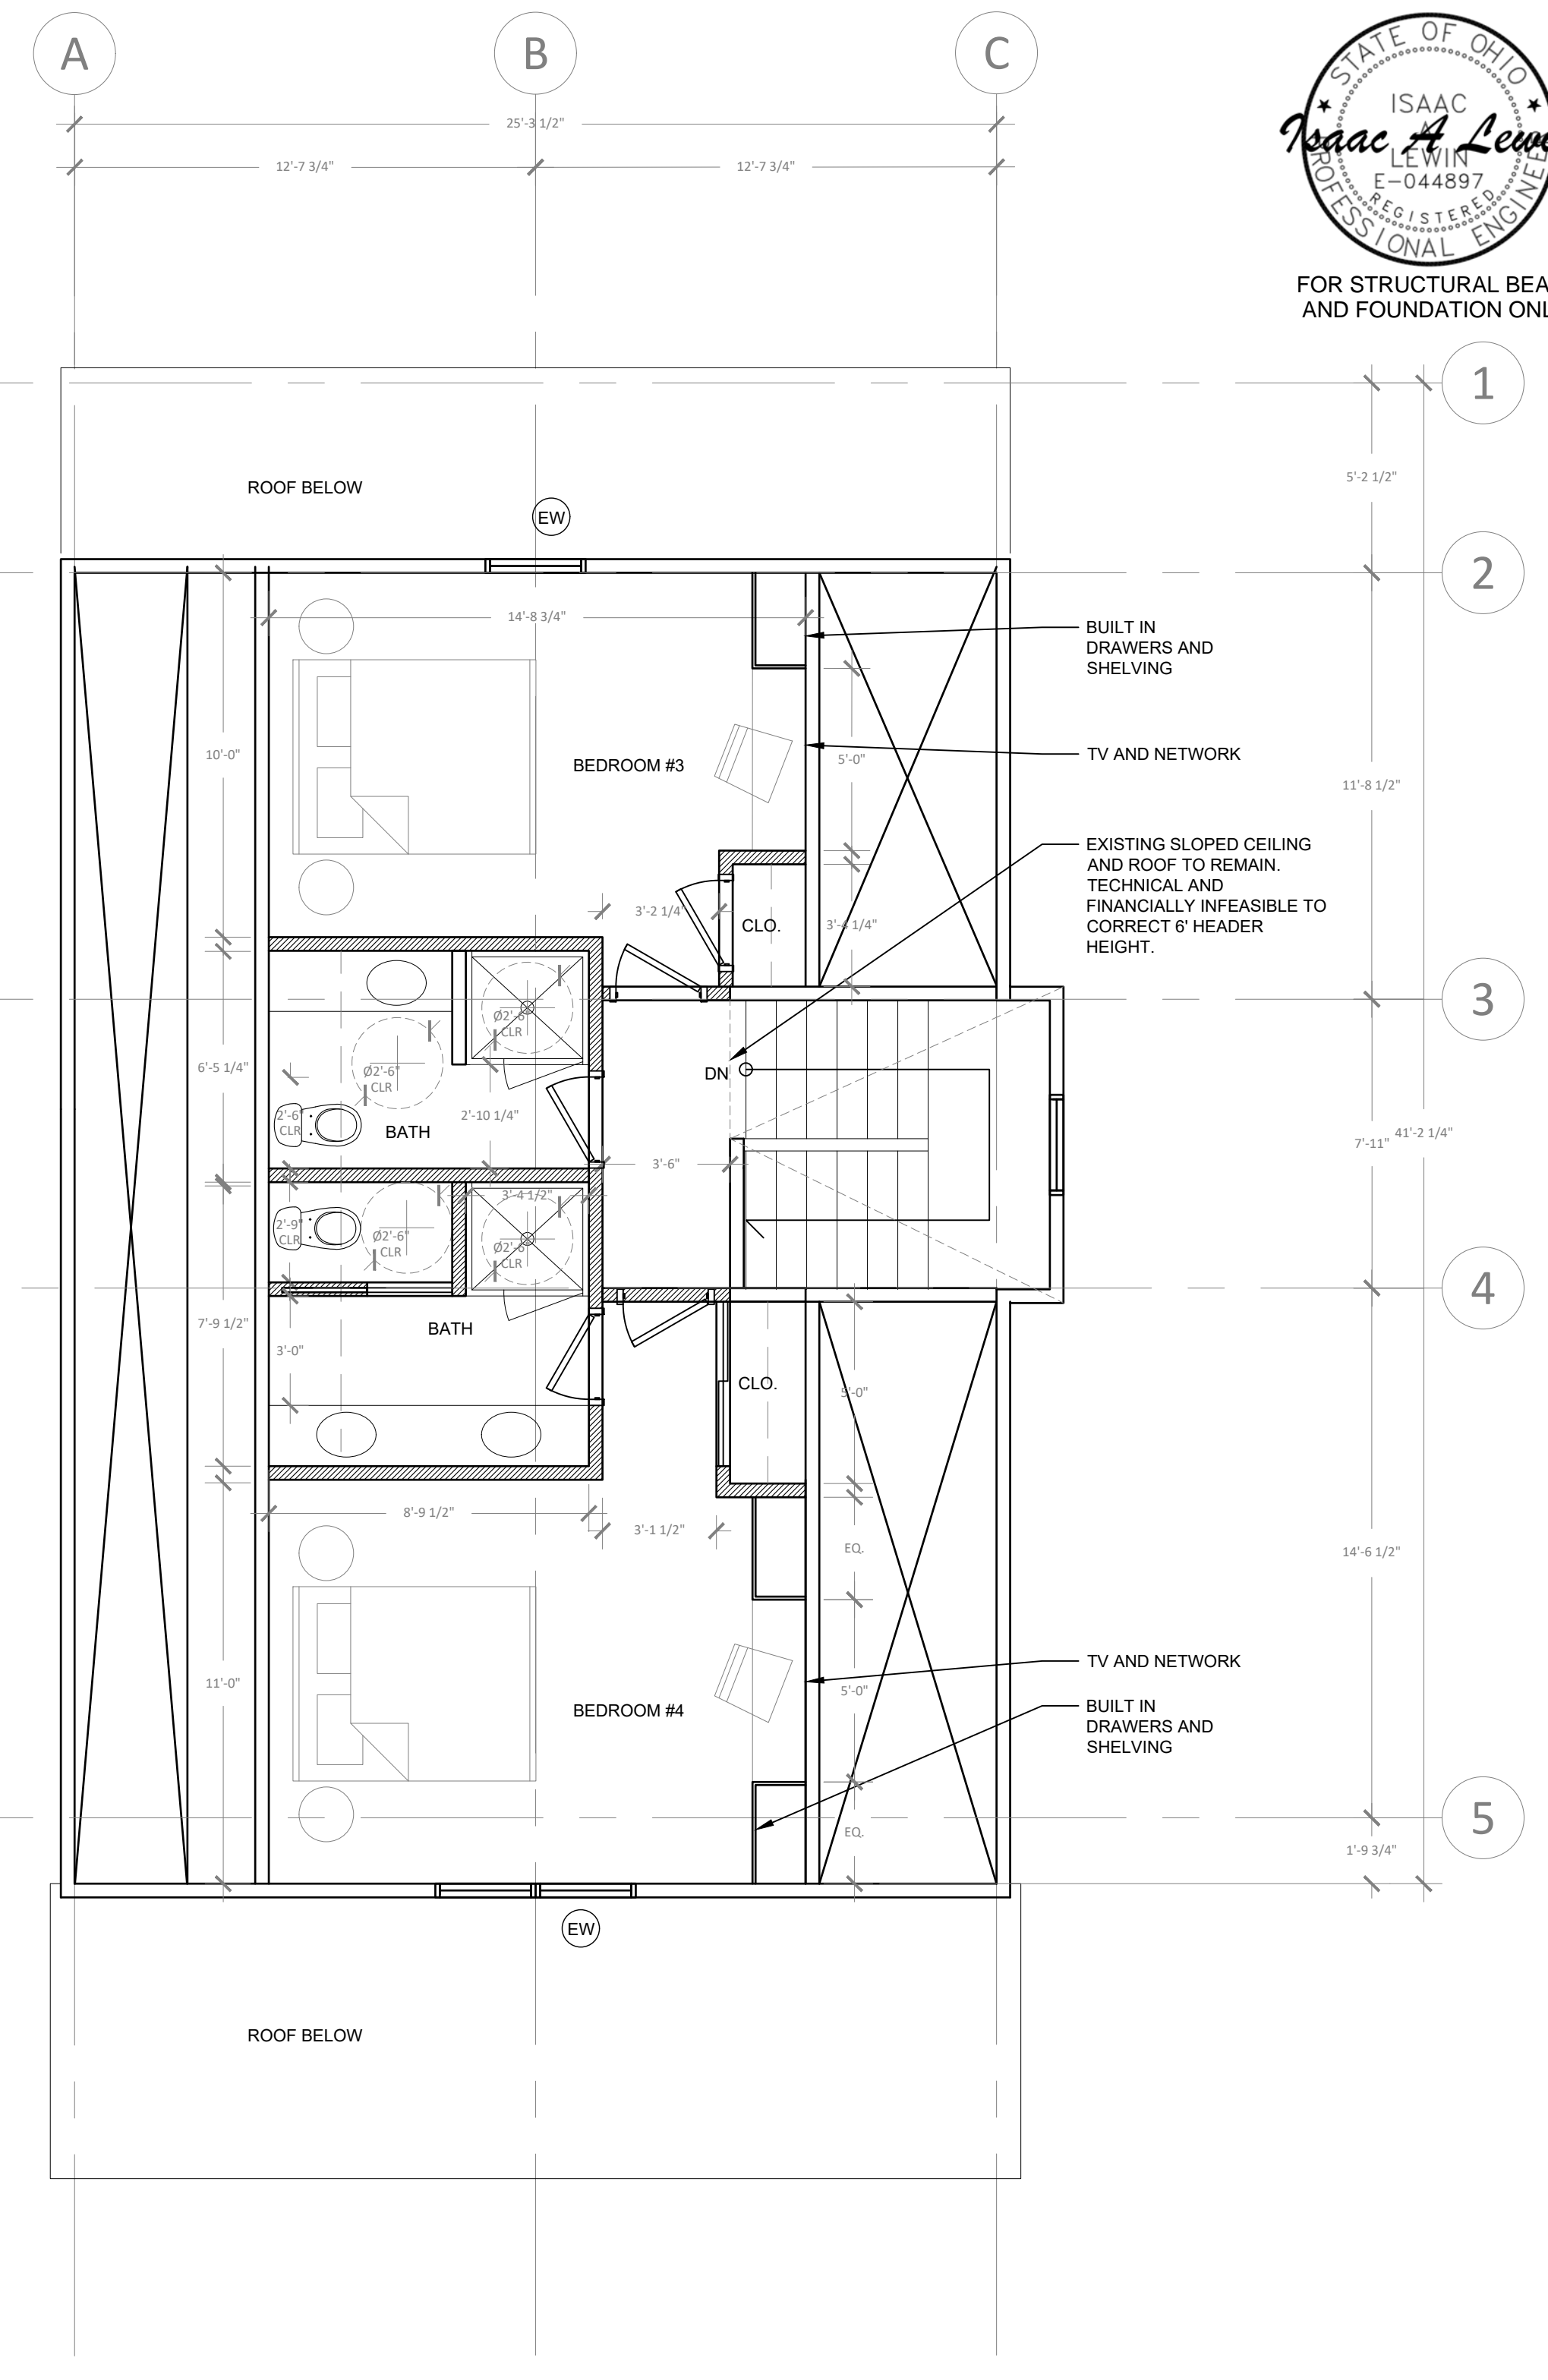 A
B
C
25'-3 1/2"
12'-7 3/4"
12'-7 3/4"
STATE OF OHIO
ISAAC
LEWIN
E-044897
REGISTERED
PROFESSIONAL
Isaac A
FOR STRUCTURAL
AND FOUNDATION
1
5'-2 1/2"
ROOF BELOW
EW
2
14'-8 3/4"
BUILT IN
DRAWERS AND
SHELVING
10'-0"
BEDROOM #3
5'-0"
TV AND NETWORK
11'-8 1/2"
EXISTING SLOPED CEILING
AND ROOF TO REMAIN.
TECHNICAL AND
FINANCIALLY INFEASIBLE TO
CORRECT 6' HEADER
HEIGHT.
3'-2 1/4"
CLO.
3
Ø2'-6"
CLR
6'-5 1/4"
Ø2'-6"
CLR
DN
2'-6"
CLR
2'-10 1/4"
BATH
7'-11"
41'-2 1/4"
3'-6"
3'-4 1/2"
2'-9"
CLR
Ø2'-6"
CLR
Ø2'-6"
CLR
4
7'-9 1/2"
BATH
3'-0"
CLO.
5'-0"
8'-9 1/2"
3'-1 1/2"
EQ.
14'-6 1/2"
11'-0"
BEDROOM #4
5'-0"
TV AND NETWORK
BUILT IN
DRAWERS AND
SHELVING
5
EQ.
1'-9 3/4"
EW
ROOF BELOW